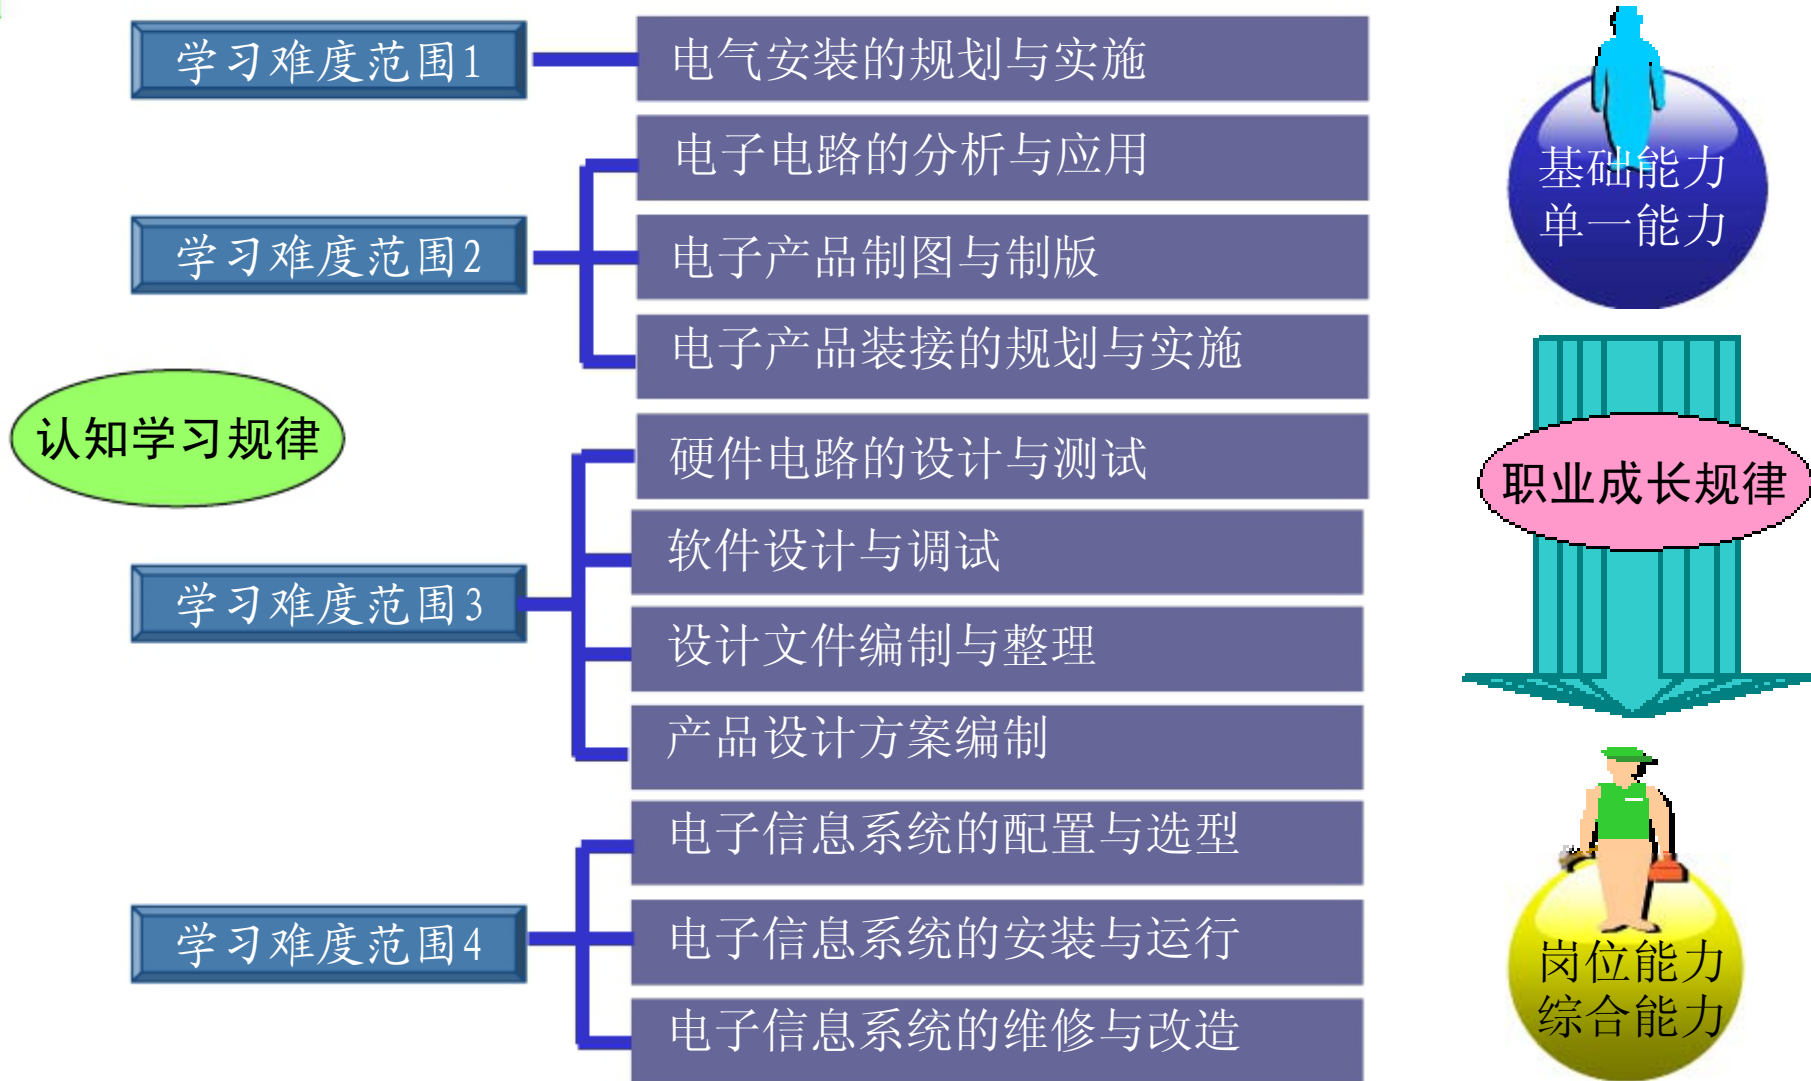 学习难度范围1
电气安装的规划与实施
学习难度范围2
电子电路的分析与应用
电子产品制图与制版
电子产品装接的规划与实施
认知学习规律
学习难度范围3
硬件电路的设计与测试
软件设计与调试
设计文件编制与整理
产品设计方案编制
学习难度范围4
电子信息系统的配置与选型
电子信息系统的安装与运行
电子信息系统的维修与改造
基础能力
单一能力
职业成长规律
岗位能力
综合能力